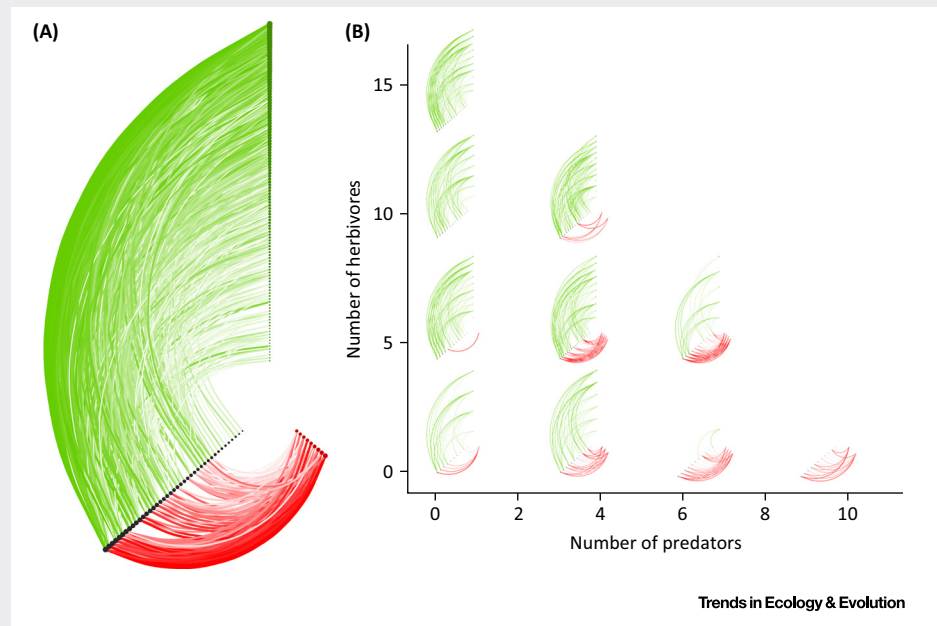 (A)
(B)
15
10
5
0
Number of herbivores
0 2 4 6 8 10
Number of predators
Trends in Ecology & Evolution